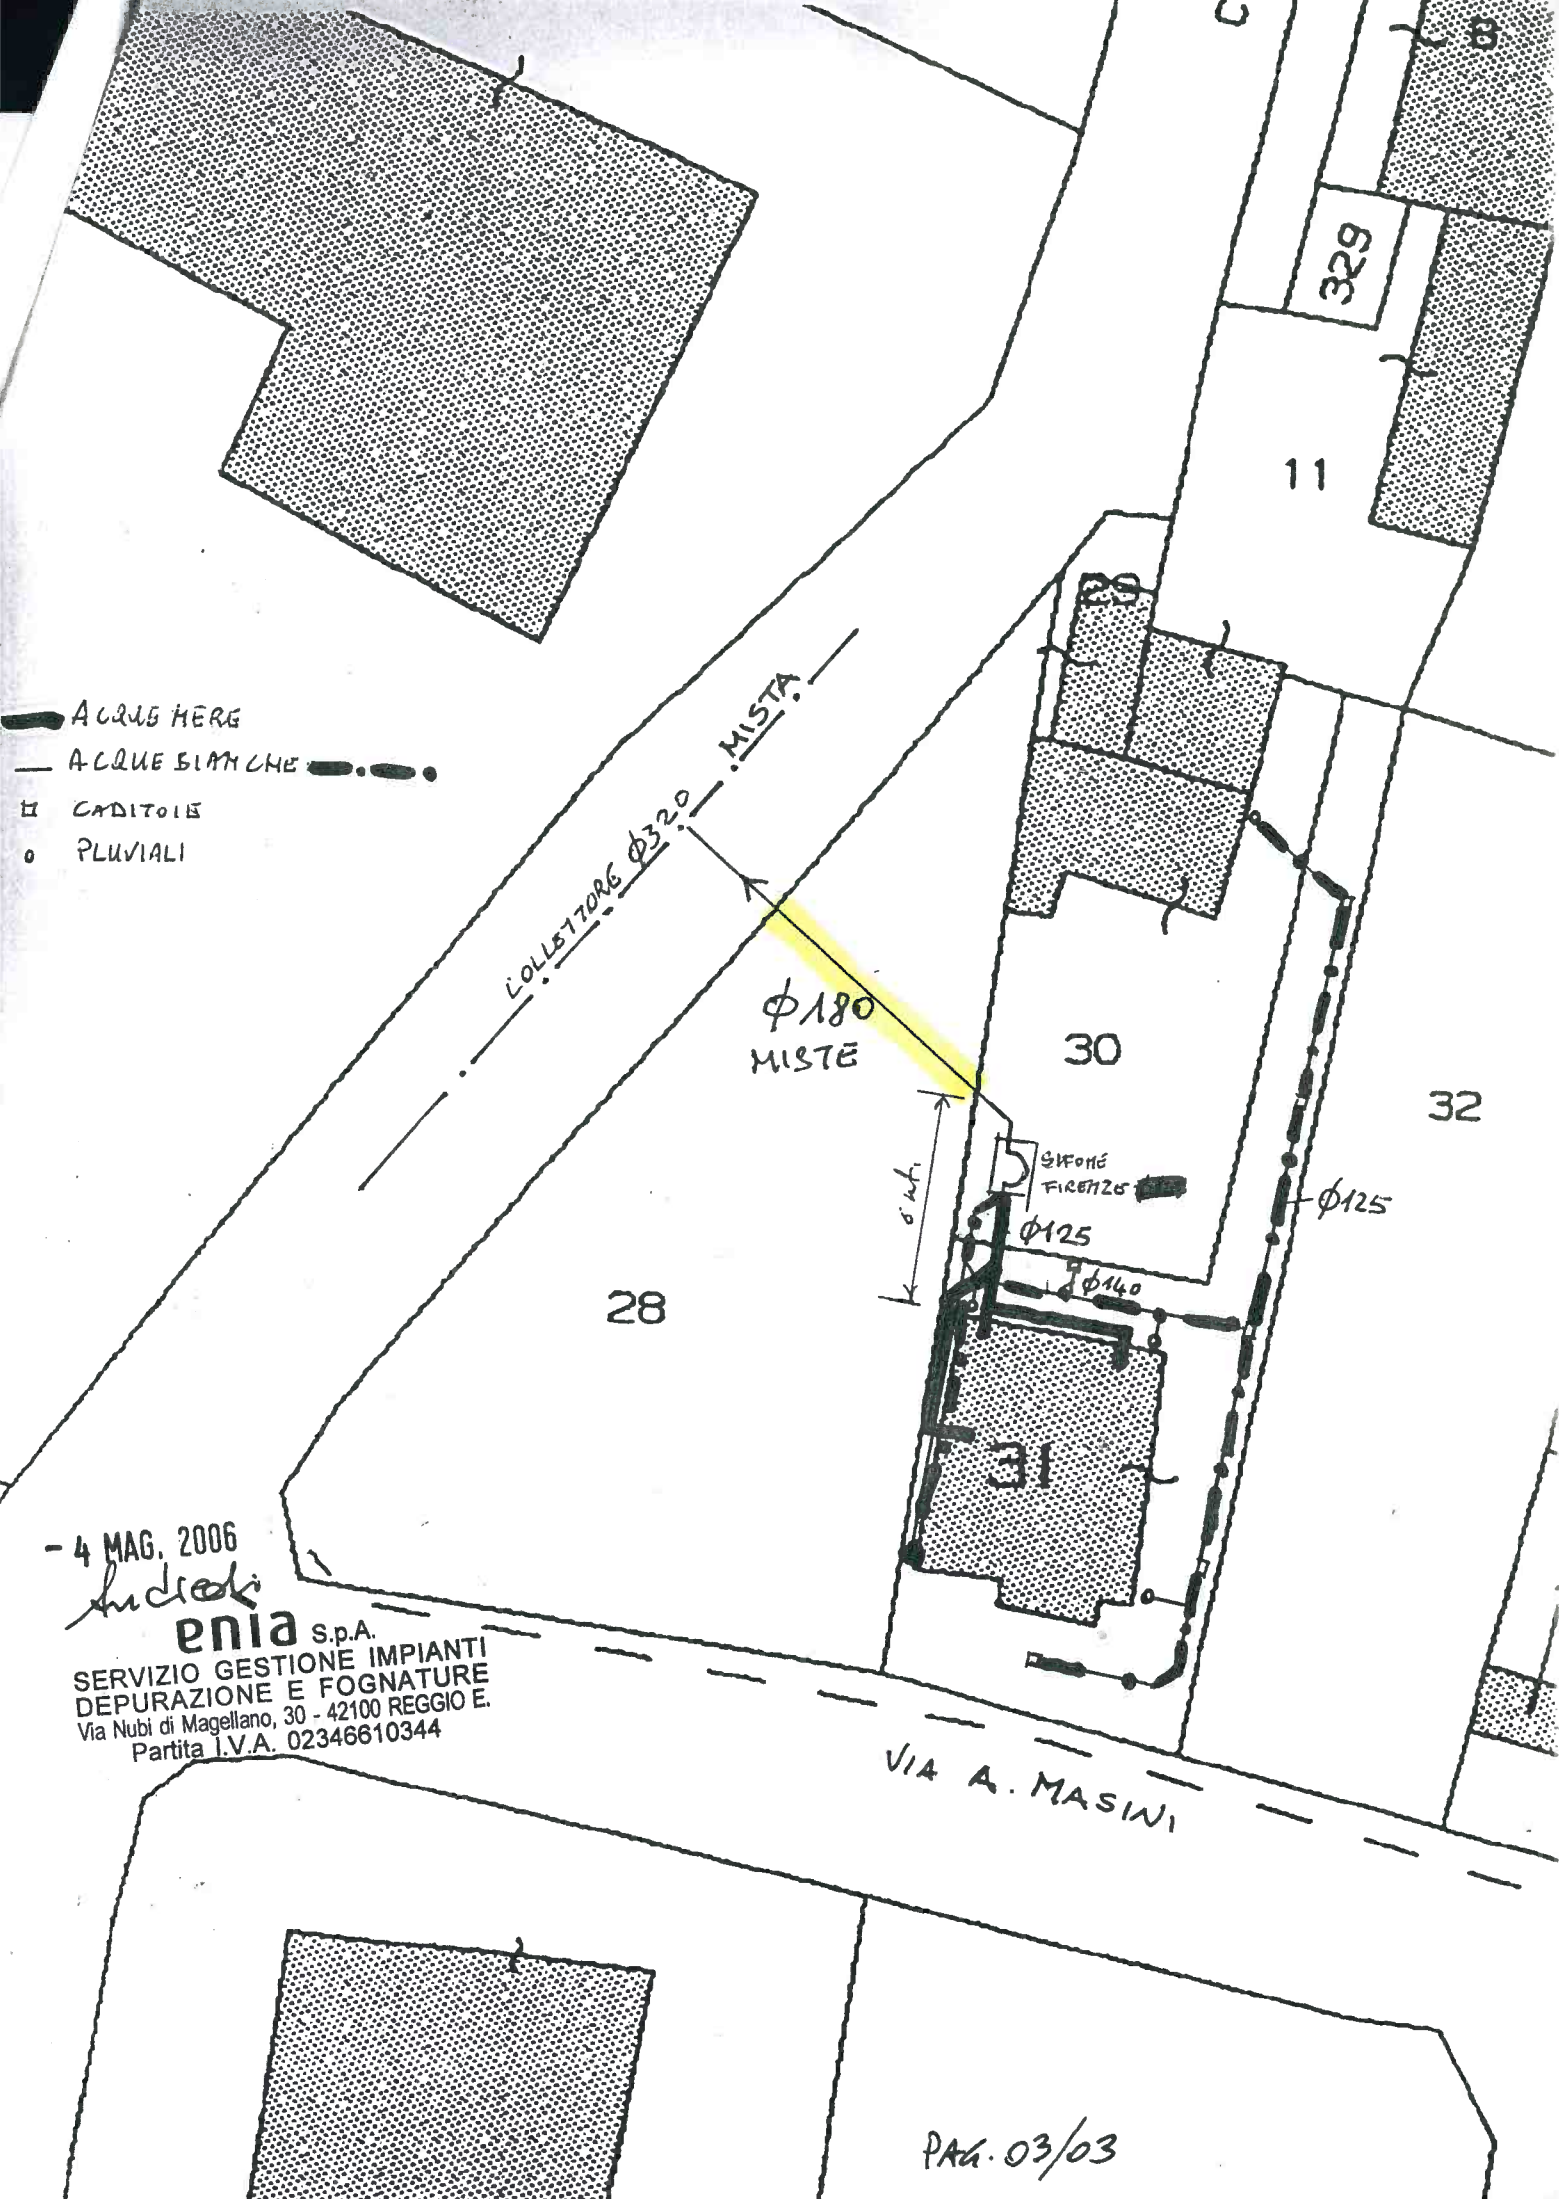 8
329
11
29
ACQUE NERE
ACQUE BIANCHE
CADITOIE
PLUVIALI
MISTA
COLLETTORE φ320
φ180
MISTE
30
32
SIFONE
FIRENZE
φ125
φ125
φ140
28
31
- 4 MAG. 2006
enia S.p.A.
SERVIZIO GESTIONE IMPIANTI
DEPURAZIONE E FOGNATURE
Via Nubi di Magellano, 30 - 42100 REGGIO E.
Partita I.V.A. 02346610344
VIA A. MASINI
PAG. 03/03